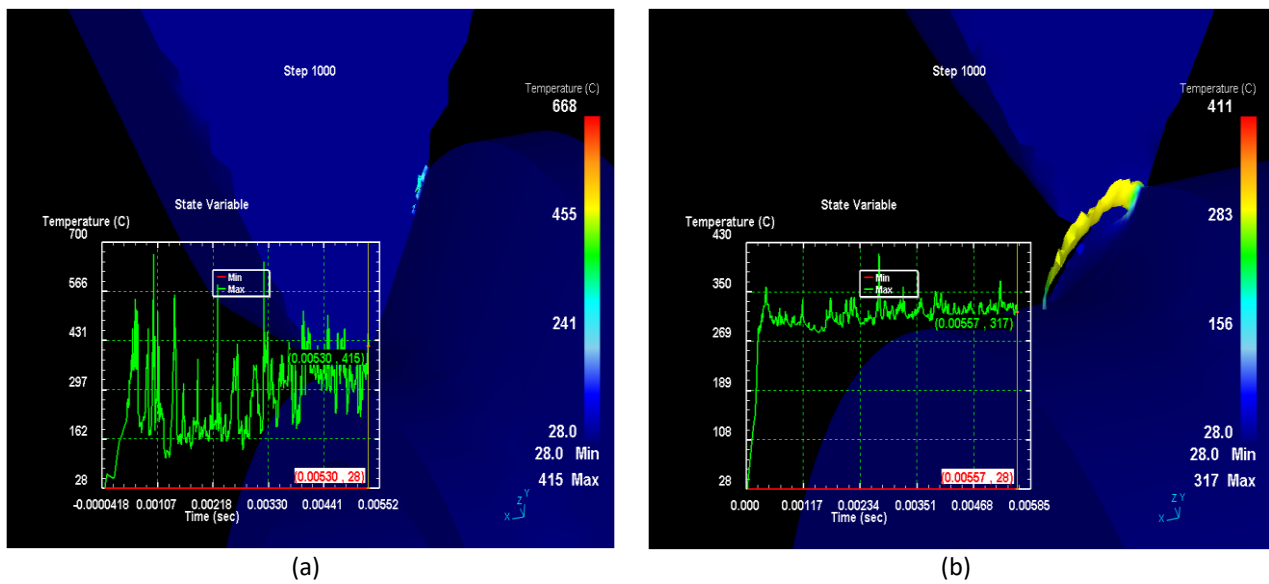 Step 1000
Temperature (C)
668
455
241
28.0
28.0 Min
415 Max
State Variable
Temperature (C)
700
566
431
297
162
28
Min
Max
(0.00530 , 415)
(0.00530 , 28)
-0.0000418 0.00107 0.00218 0.00330 0.00441 0.00552
Time (sec)
X Z Y
(a)
Step 1000
Temperature (C)
411
283
156
28.0
28.0 Min
317 Max
State Variable
Temperature (C)
430
350
269
189
108
28
Min
Max
(0.00557 , 317)
(0.00557 , 28)
0.000 0.00117 0.00234 0.00351 0.00468 0.00585
Time (sec)
X Z Y
(b)